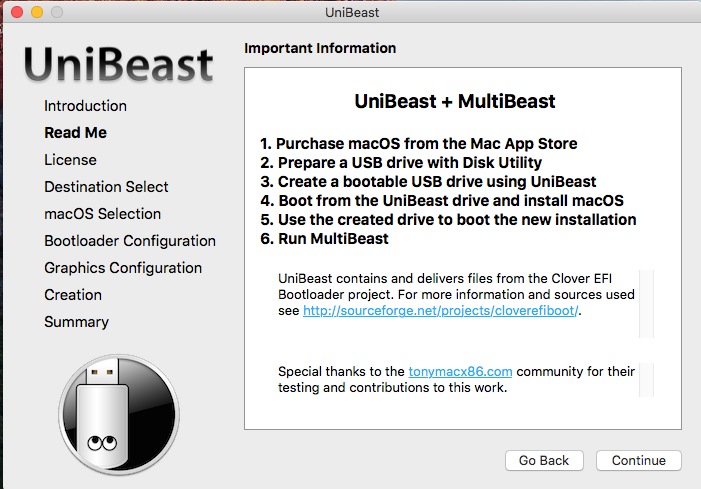 UniBeast
UniBeast
Important Information
Introduction
Read Me
License
Destination Select
macOS Selection
Bootloader Configuration
Graphics Configuration
Creation
Summary
UniBeast + MultiBeast
1. Purchase macOS from the Mac App Store
2. Prepare a USB drive with Disk Utility
3. Create a bootable USB drive using UniBeast
4. Boot from the UniBeast drive and install macOS
5. Use the created drive to boot the new installation
6. Run MultiBeast
UniBeast contains and delivers files from the Clover EFI
Bootloader project. For more information and sources used
see http://sourceforge.net/projects/cloverefiboot/.
Special thanks to the tonymacx86.com community for their
testing and contributions to this work.
Go Back
Continue